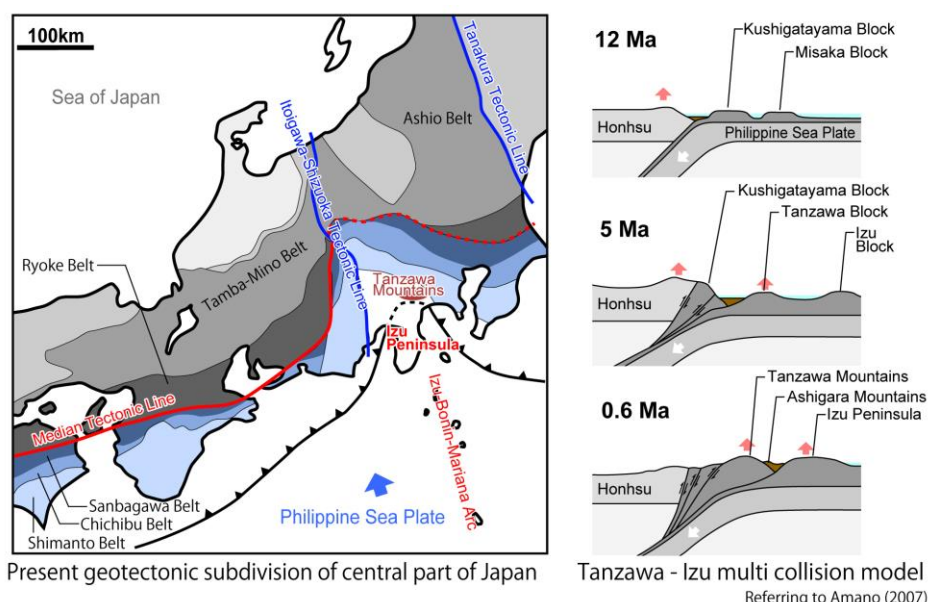 100km
Sea of Japan
Tanakura Tectonic Line
Itoigawa-Shizuoka Tectonic Line
Ashio Belt
Ryoke Belt
Tamba-Mino Belt
Tanzawa
Mountains
Izu
Peninsula
Median Tectonic Line
Izu-Bonin-Mariana Arc
Sanbagawa Belt
Chichibu Belt
Shimanto Belt
Philippine Sea Plate
Present geotectonic subdivision of central part of Japan
12 Ma
Kushigatayama Block
Misaka Block
Honhsu
Philippine Sea Plate
5 Ma
Kushigatayama Block
Tanzawa Block
Izu
Block
Honhsu
0.6 Ma
Tanzawa Mountains
Ashigara Mountains
Izu Peninsula
Honhsu
Tanzawa - Izu multi collision model
Referring to Amano (2007)